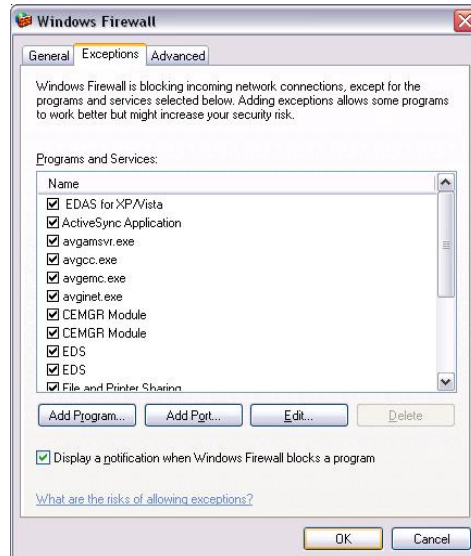 Windows Firewall
General Exceptions Advanced
Windows Firewall is blocking incoming network connections, except for the
programs and services selected below. Adding exceptions allows some programs
to work better but might increase your security risk.
Programs and Services:
Name
EDAS for XP/Vista
ActiveSync Application
avgamsvr.exe
avgcc.exe
avgemc.exe
avginet.exe
CEMGR Module
CEMGR Module
EDS
EDS
File and Printer Sharing
Add Program... Add Port... Edit... Delete
Display a notification when Windows Firewall blocks a program
What are the risks of allowing exceptions?
OK Cancel